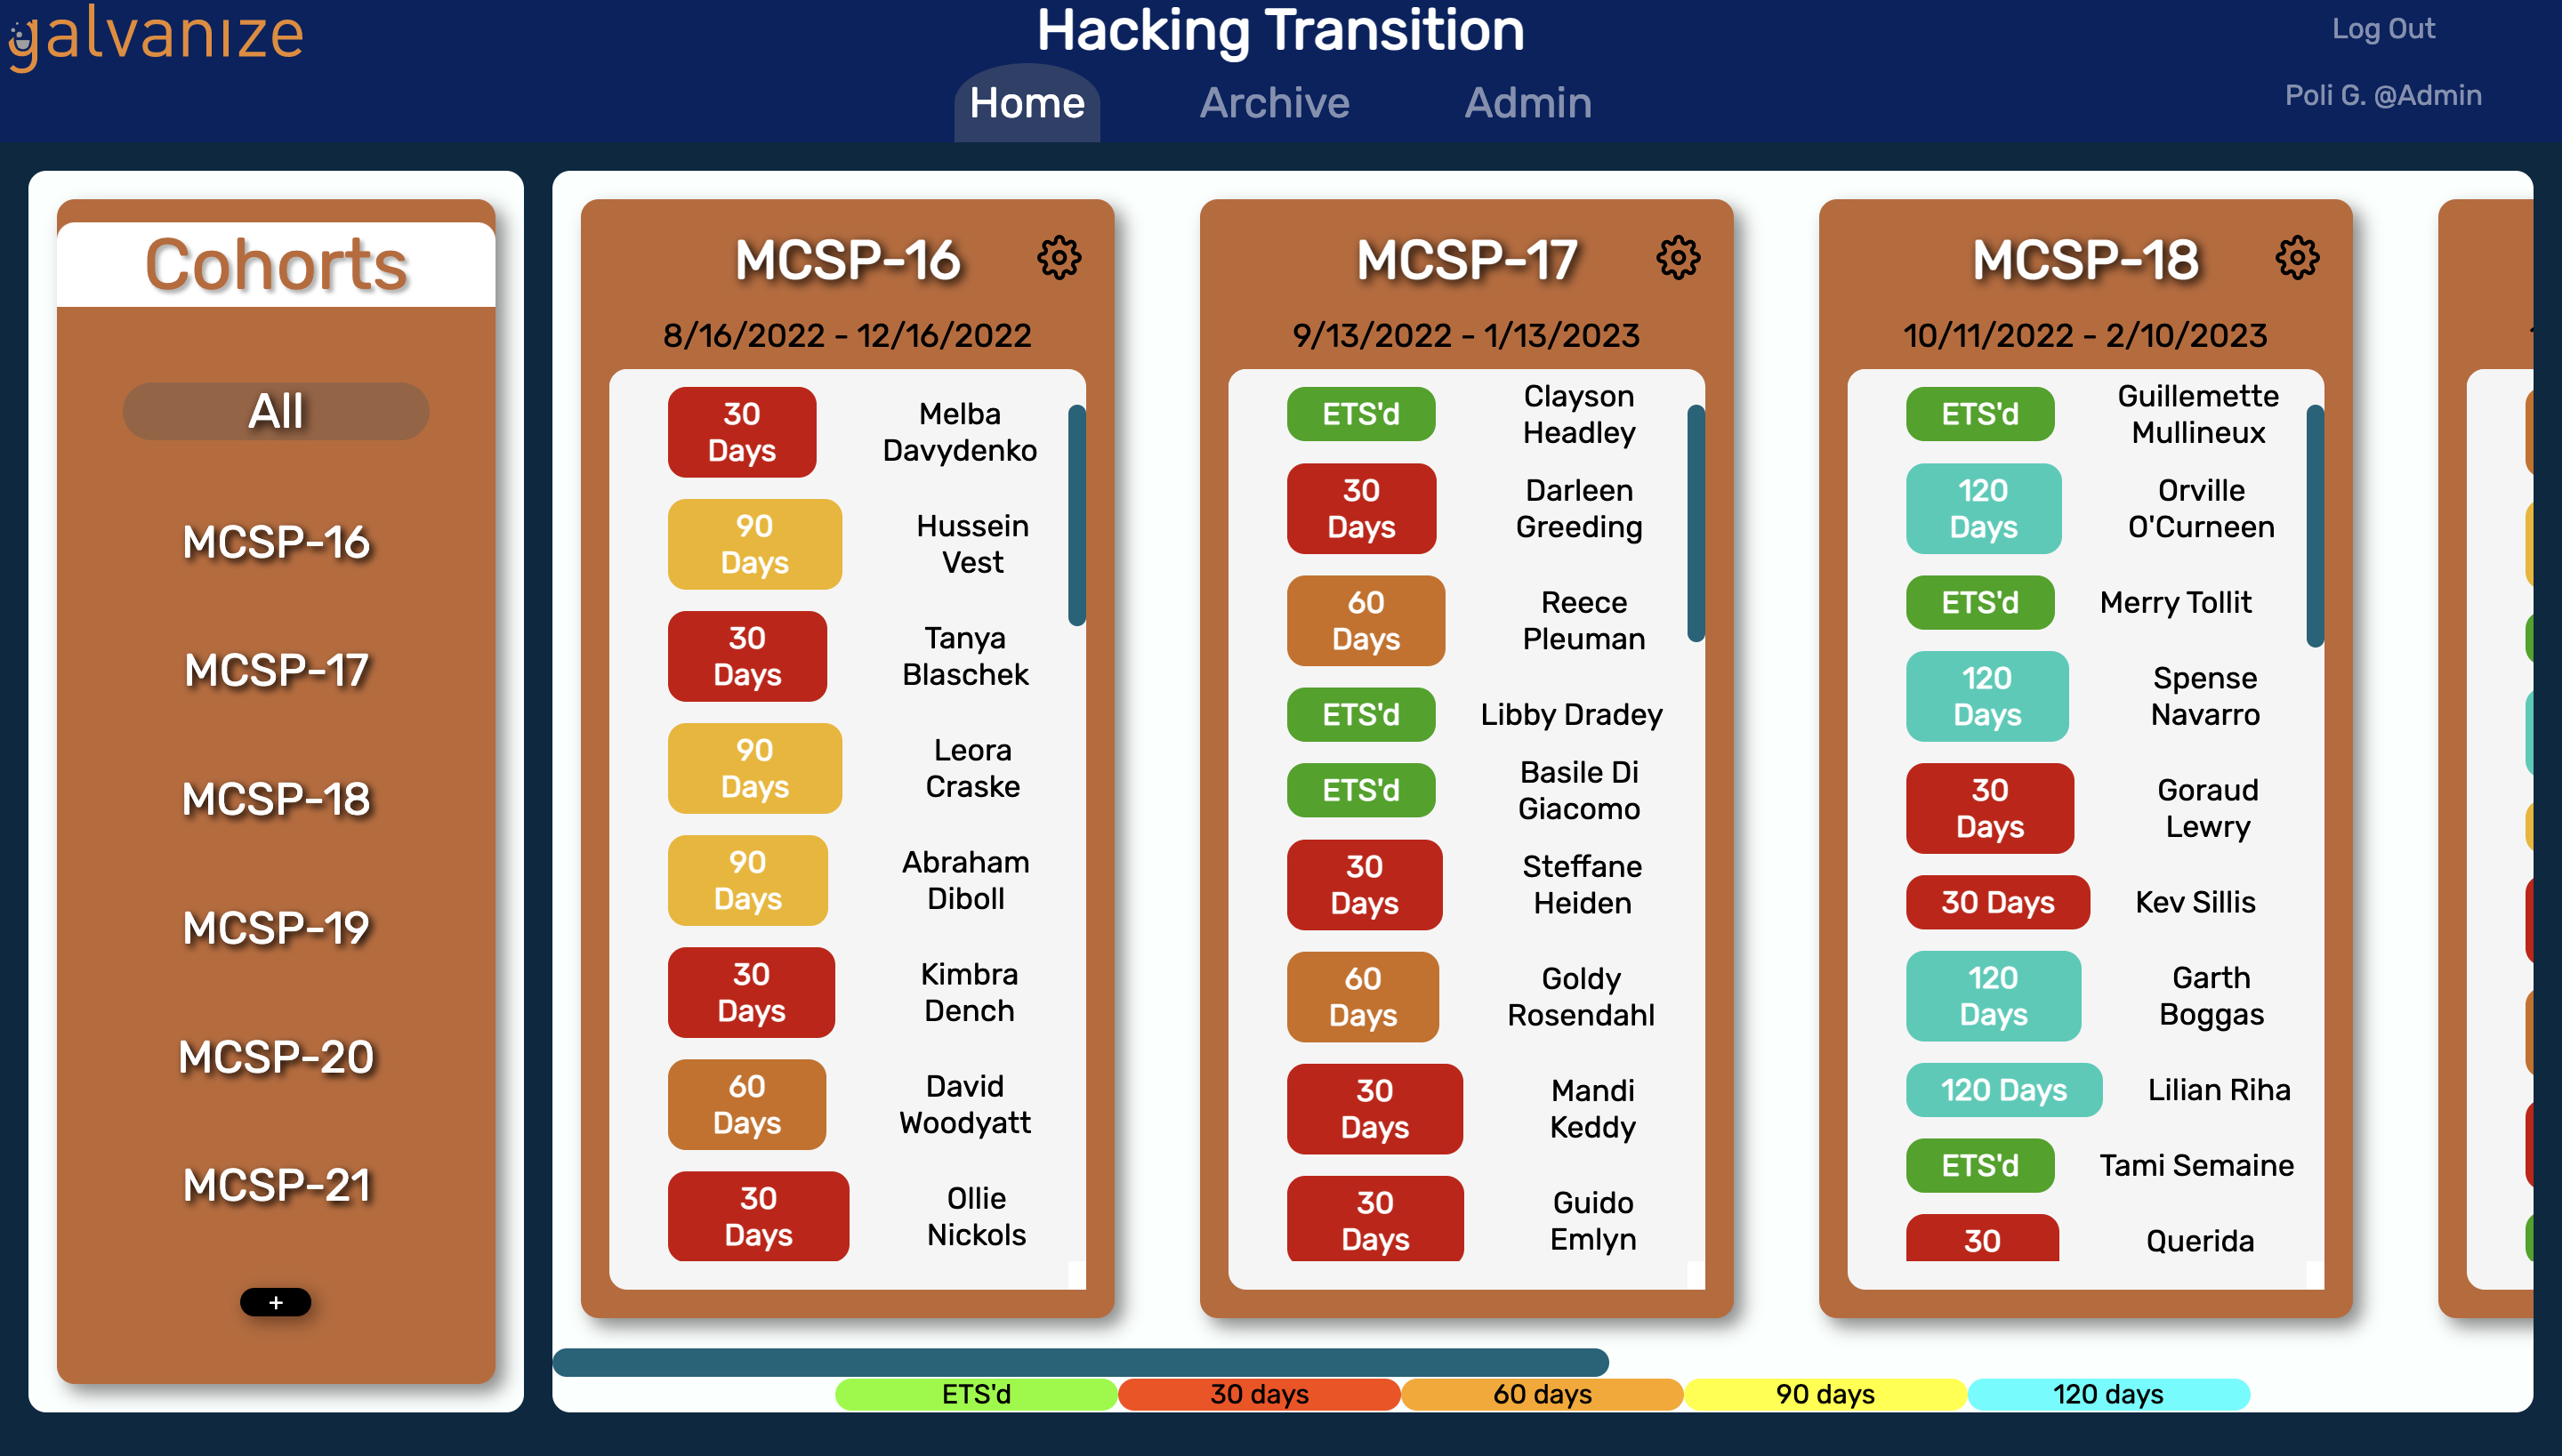 galvanize
Hacking Transition
Log Out
Home
Archive
Admin
Poli G. @Admin
Cohorts
All
MCSP-16
MCSP-17
MCSP-18
MCSP-19
MCSP-20
MCSP-21
+
MCSP-16
8/16/2022 - 12/16/2022
30
Days
Melba
Davydenko
90
Days
Hussein
Vest
30
Days
Tanya
Blaschek
90
Days
Leora
Craske
90
Days
Abraham
Diboll
30
Days
Kimbra
Dench
60
Days
David
Woodyatt
30
Days
Ollie
Nickols
MCSP-17
9/13/2022 - 1/13/2023
ETS'd
Clayson
Headley
30
Days
Darleen
Greeding
60
Days
Reece
Pleuman
ETS'd
Libby Dradey
ETS'd
Basile Di
Giacomo
30
Days
Steffane
Heiden
60
Days
Goldy
Rosendahl
30
Days
Mandi
Keddy
30
Days
Guido
Emlyn
MCSP-18
10/11/2022 - 2/10/2023
ETS'd
Guillemette
Mullineux
120
Days
Orville
O'Curneen
ETS'd
Merry Tollit
120
Days
Spense
Navarro
30
Days
Goraud
Lewry
30 Days
Kev Sillis
120
Days
Garth
Boggas
120 Days
Lilian Riha
ETS'd
Tami Semaine
30
Querida
ETS'd
30 days
60 days
90 days
120 days